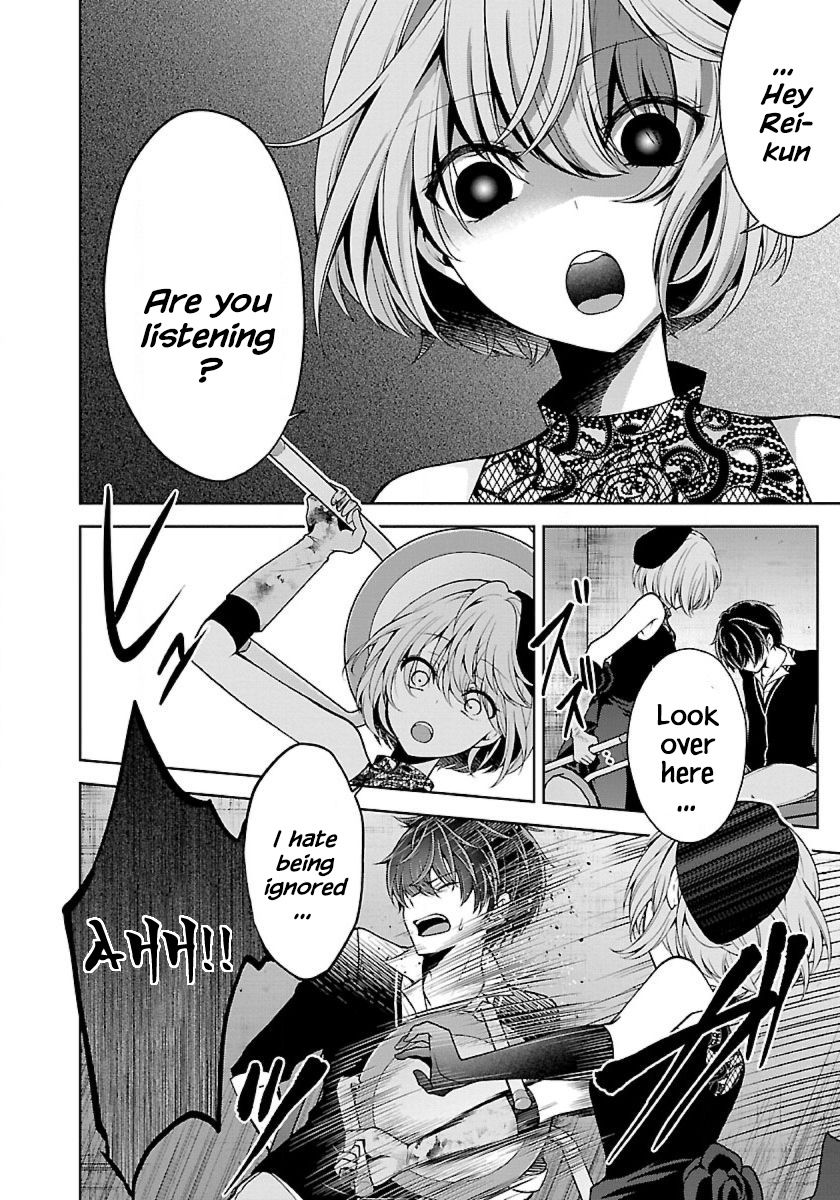 ...
Hey
Rei-
kun
Are you
listening
?
Look
over
here
...
I hate
being
ignored
...
AHH!!